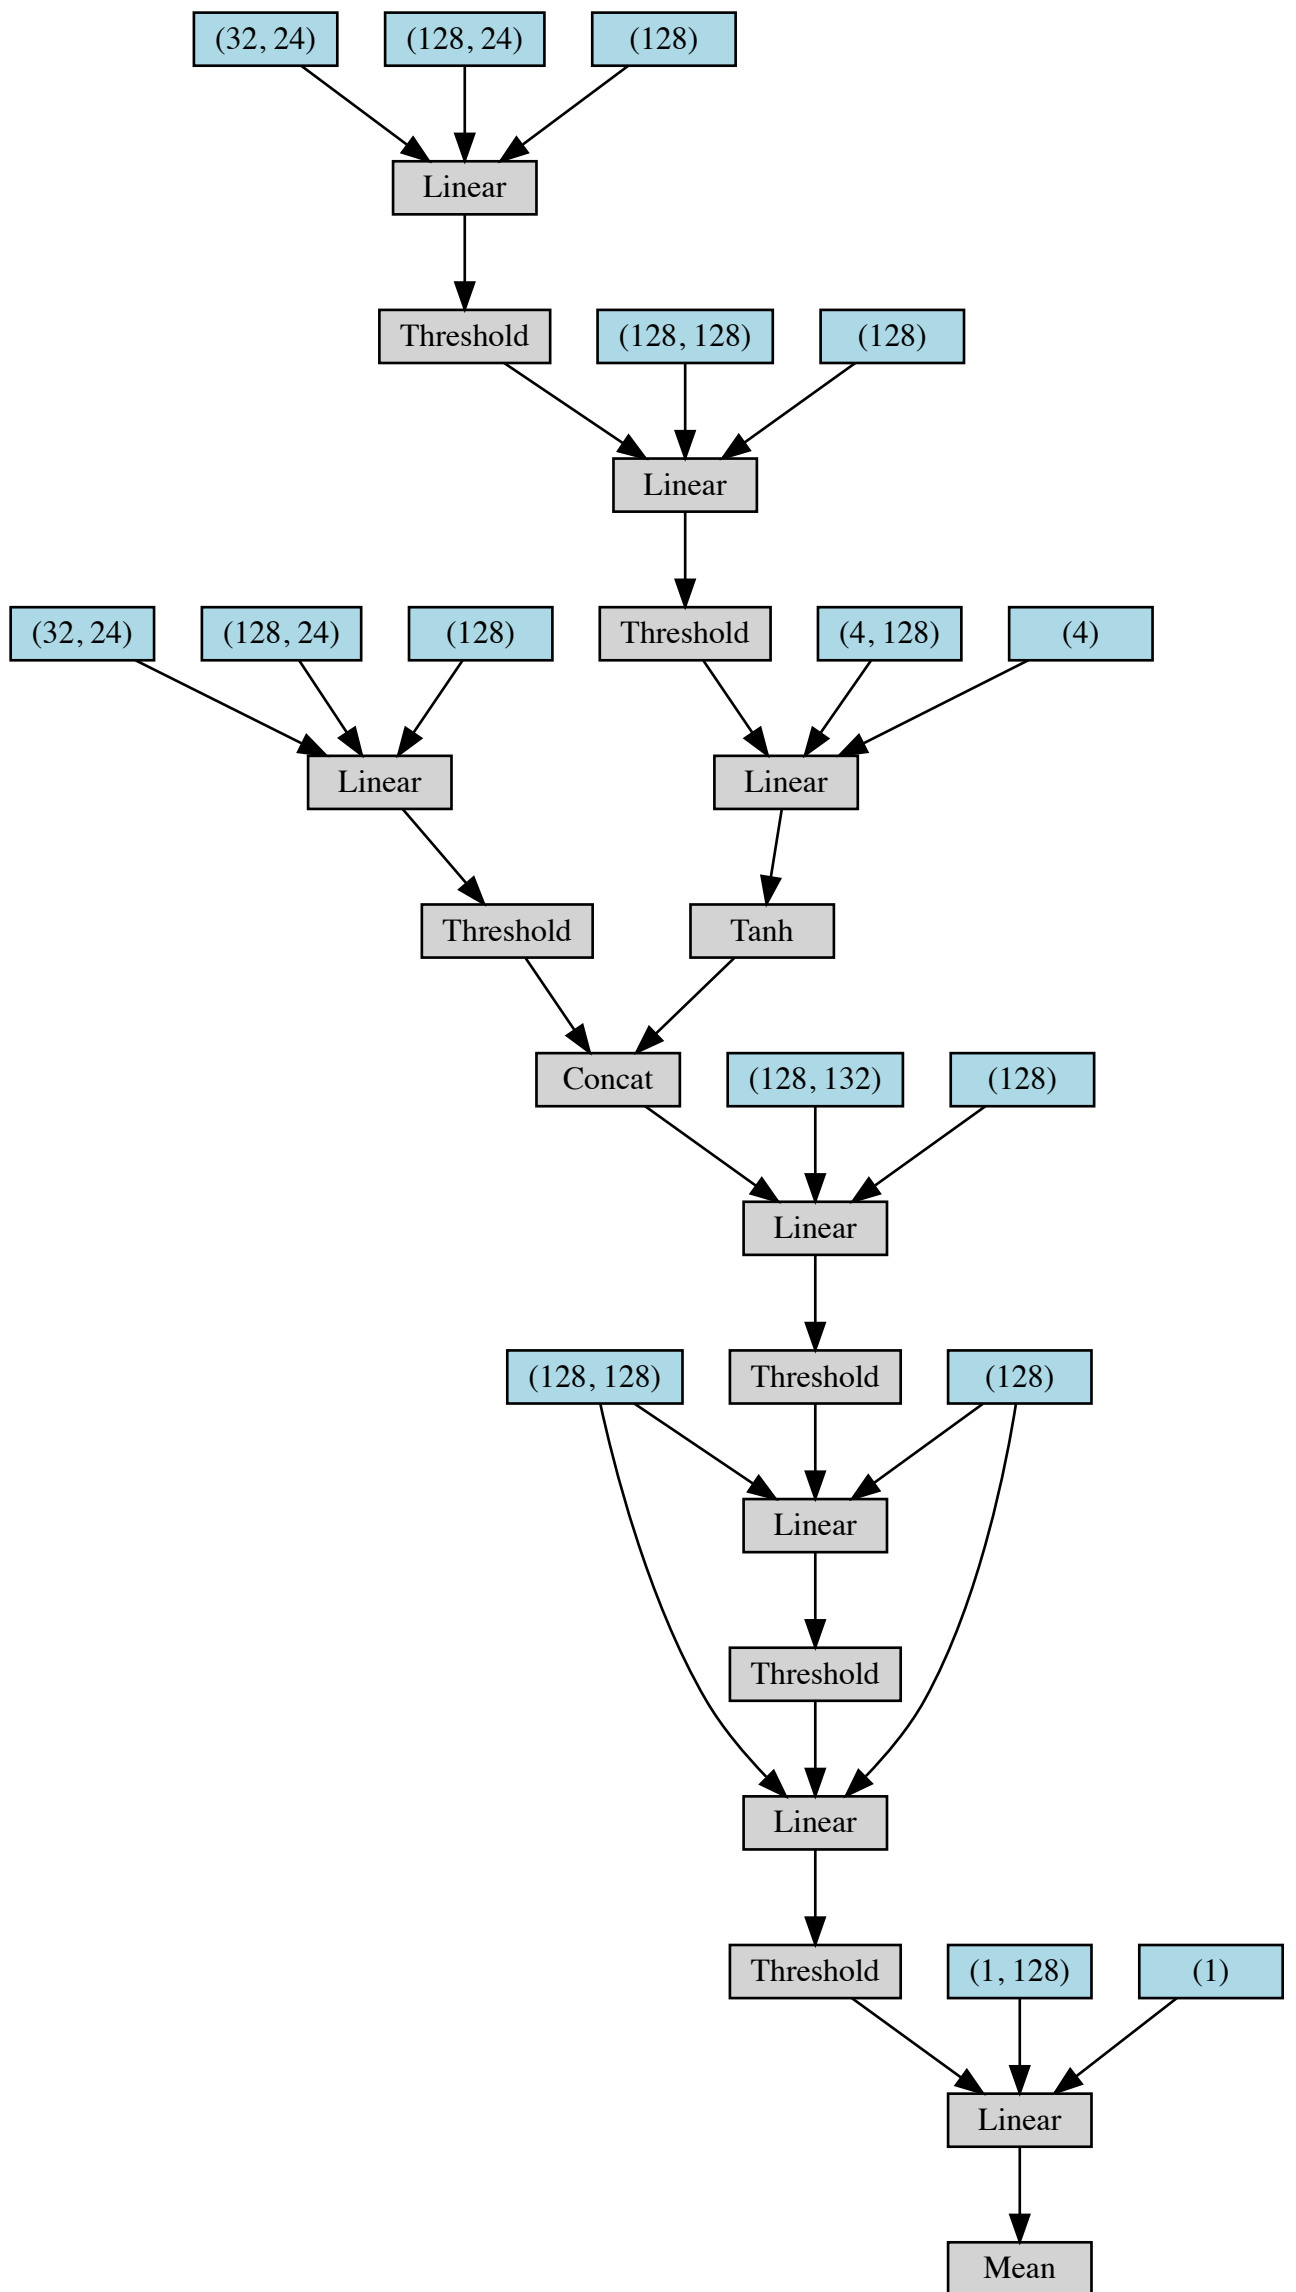 (32, 24) (128, 24) (128)
Linear
Threshold (128, 128) (128)
Linear
(32, 24) (128, 24) (128) Threshold (4, 128) (4)
Linear Linear
Threshold Tanh
Concat (128, 132) (128)
Linear
(128, 128) Threshold (128)
Linear
Threshold
Linear
Threshold (1, 128) (1)
Linear
Mean